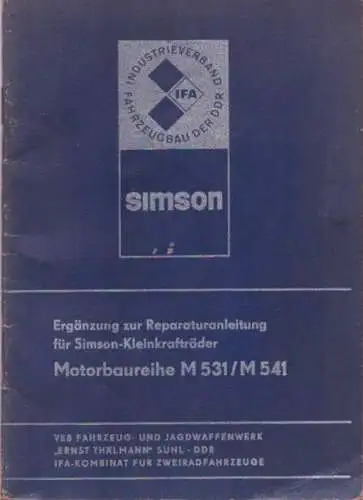 INDUSTRIEVERBAND
FAHRZEUGBAU DER DDR
IFA
simson
Ergänzung zur Reparaturanleitung
für Simson-Kleinkrafträder
Motorbaureihe M 531/M 541
VEB FAHRZEUG- UND JAGDWAFFENWERK
„ERNST THÄLMANN" SUHL - DDR
IFA-KOMBINAT FÜR ZWEIRADFAHRZEUGE